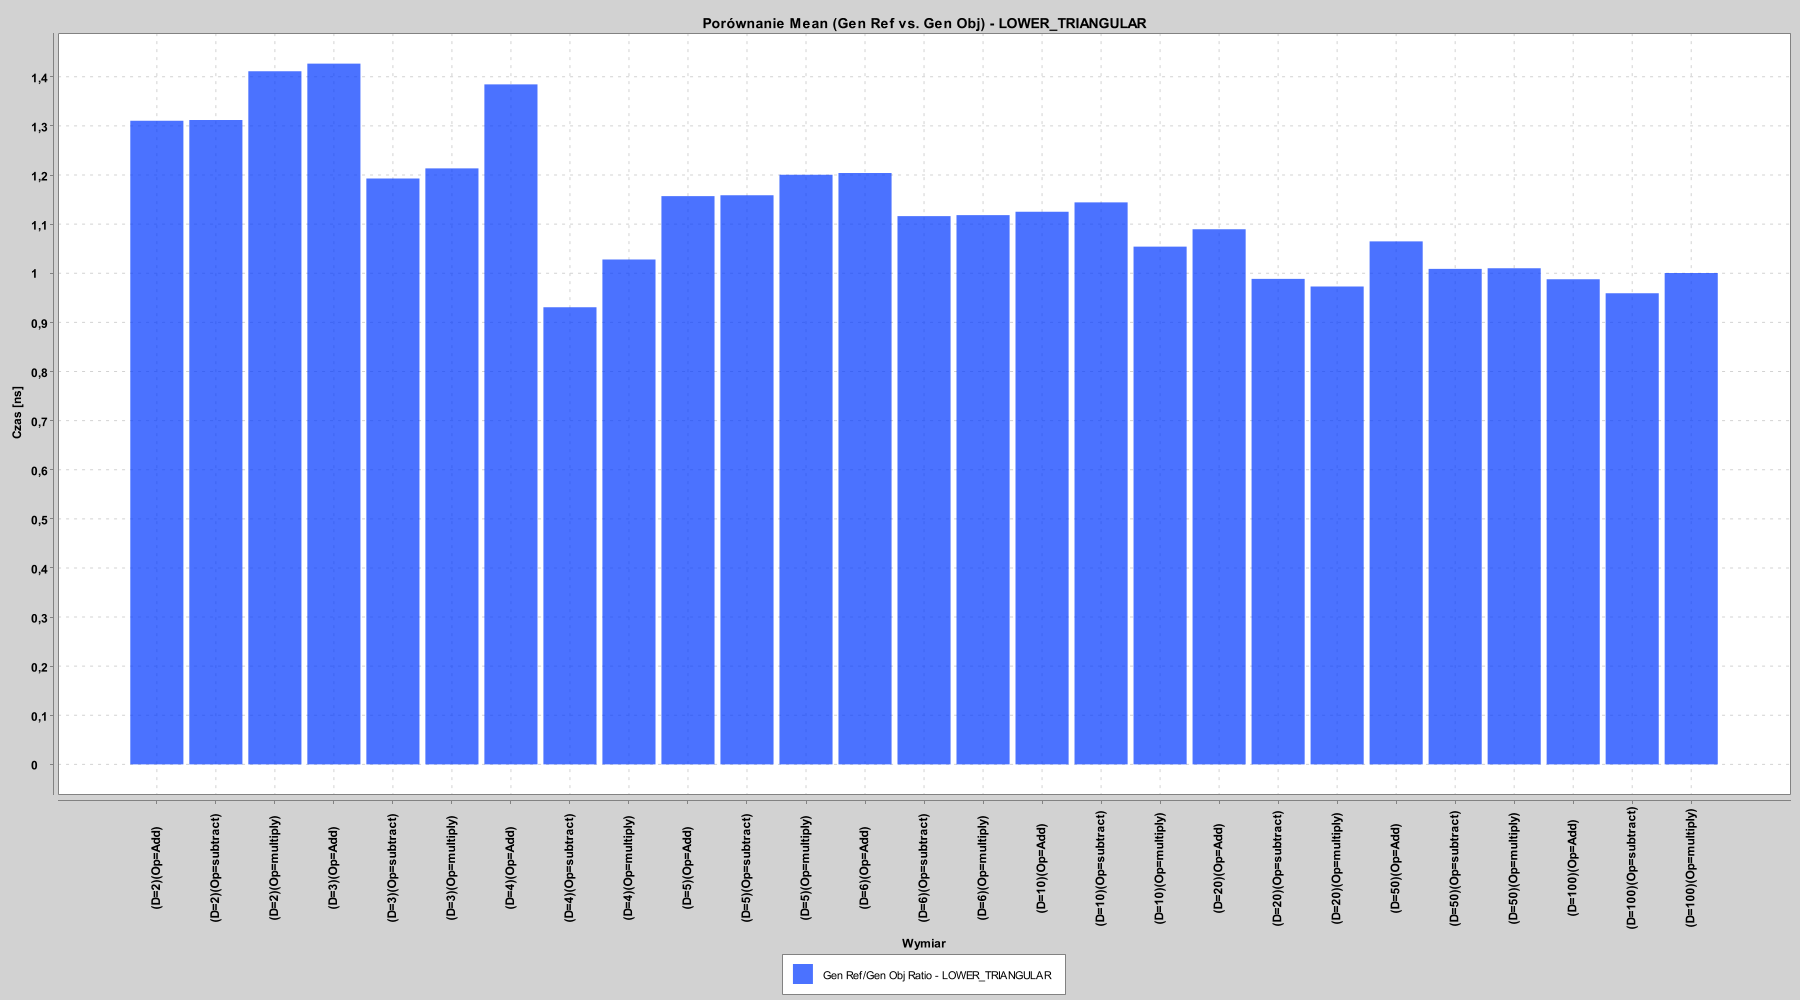 Porównanie Mean (Gen Ref vs. Gen Obj) - LOWER_TRIANGULAR
1,4
1,3
1,2
1,1
1
0,9
0,8
0,7
0,6
0,5
0,4
0,3
0,2
0,1
0
Czas [ns]
(D=2)(Op=Add)
(D=2)(Op=subtract)
(D=2)(Op=multiply)
(D=3)(Op=Add)
(D=3)(Op=subtract)
(D=3)(Op=multiply)
(D=4)(Op=Add)
(D=4)(Op=subtract)
(D=4)(Op=multiply)
(D=5)(Op=Add)
(D=5)(Op=subtract)
(D=5)(Op=multiply)
(D=6)(Op=Add)
(D=6)(Op=subtract)
(D=6)(Op=multiply)
(D=10)(Op=Add)
(D=10)(Op=subtract)
(D=10)(Op=multiply)
(D=20)(Op=Add)
(D=20)(Op=subtract)
(D=20)(Op=multiply)
(D=50)(Op=Add)
(D=50)(Op=subtract)
(D=50)(Op=multiply)
(D=100)(Op=Add)
(D=100)(Op=subtract)
(D=100)(Op=multiply)
Wymiar
Gen Ref/Gen Obj Ratio - LOWER_TRIANGULAR